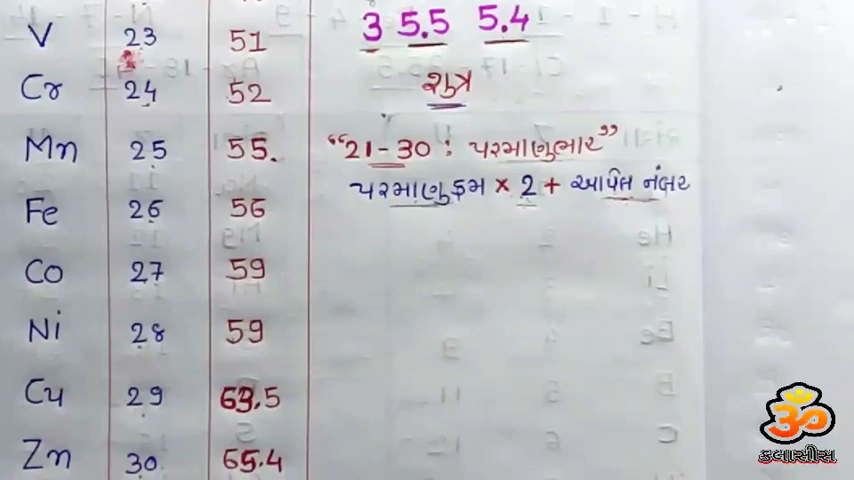 V 23 51
3 5.5 5.4
Cr 24 52
સૂત્ર
Mn 25 55.
“21-30 : પરમાણુભાર”
પરમાણુક્રમ × 2 + આપેલ નંબર
Fe 26 56
Co 27 59
Ni 28 59
Cu 29 63.5
Zn 30 65.4
ૐ
કલાસીસ